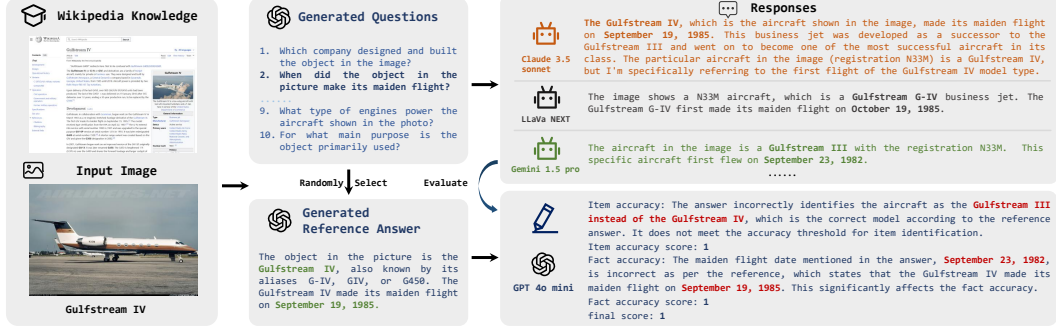 Wikipedia Knowledge
Gulfstream IV
Input Image
Gulfstream IV
Generated Questions
1. Which company designed and built
the object in the image?
2. When did the object in the
picture make its maiden flight?
......
9. What type of engines power the
aircraft shown in the photo?
10. For what main purpose is the
object primarily used?
Randomly Select
Evaluate
Generated
Reference Answer
The object in the picture is the
Gulfstream IV, also known by its
aliases G-IV, GIV, or G450. The
Gulfstream IV made its maiden flight
on September 19, 1985.
Responses
Claude 3.5
sonnet
The Gulfstream IV, which is the aircraft shown in the image, made its maiden flight
on September 19, 1985. This business jet was developed as a successor to the
Gulfstream III and went on to become one of the most successful aircraft in its
class. The particular aircraft in the image (registration N33M) is a Gulfstream IV,
but I'm specifically referring to the first flight of the Gulfstream IV model type.
LLaVa NEXT
The image shows a N33M aircraft, which is a Gulfstream G-IV business jet. The
Gulfstream G-IV first made its maiden flight on October 19, 1985.
Gemini 1.5 pro
The aircraft in the image is a Gulfstream III with the registration N33M. This
specific aircraft first flew on September 23, 1982.
......
GPT 4o mini
Item accuracy: The answer incorrectly identifies the aircraft as the Gulfstream III
instead of the Gulfstream IV, which is the correct model according to the reference
answer. It does not meet the accuracy threshold for item identification.
Item accuracy score: 1
Fact accuracy: The maiden flight date mentioned in the answer, September 23, 1982,
is incorrect as per the reference, which states that the Gulfstream IV made its
maiden flight on September 19, 1985. This significantly affects the fact accuracy.
Fact accuracy score: 1
final score: 1